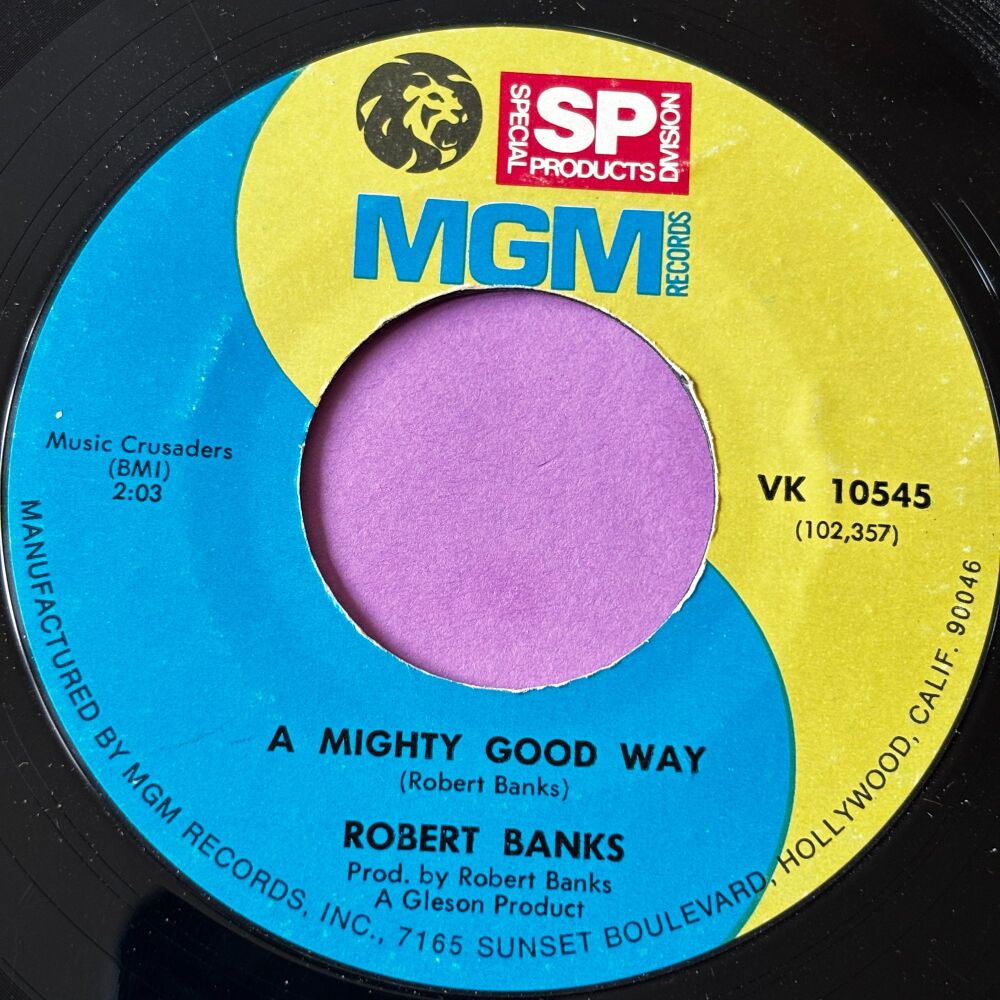 SPECIAL
SP
PRODUCTS
DIVISION
MGM
RECORDS
Music Crusaders
(BMI)
2:03
VK 10545
(102,357)
A MIGHTY GOOD WAY
(Robert Banks)
ROBERT BANKS
Prod. by Robert Banks
A Gleson Product
MANUFACTURED BY MGM RECORDS, INC., 7165 SUNSET BOULEVARD, HOLLYWOOD, CALIF. 90046